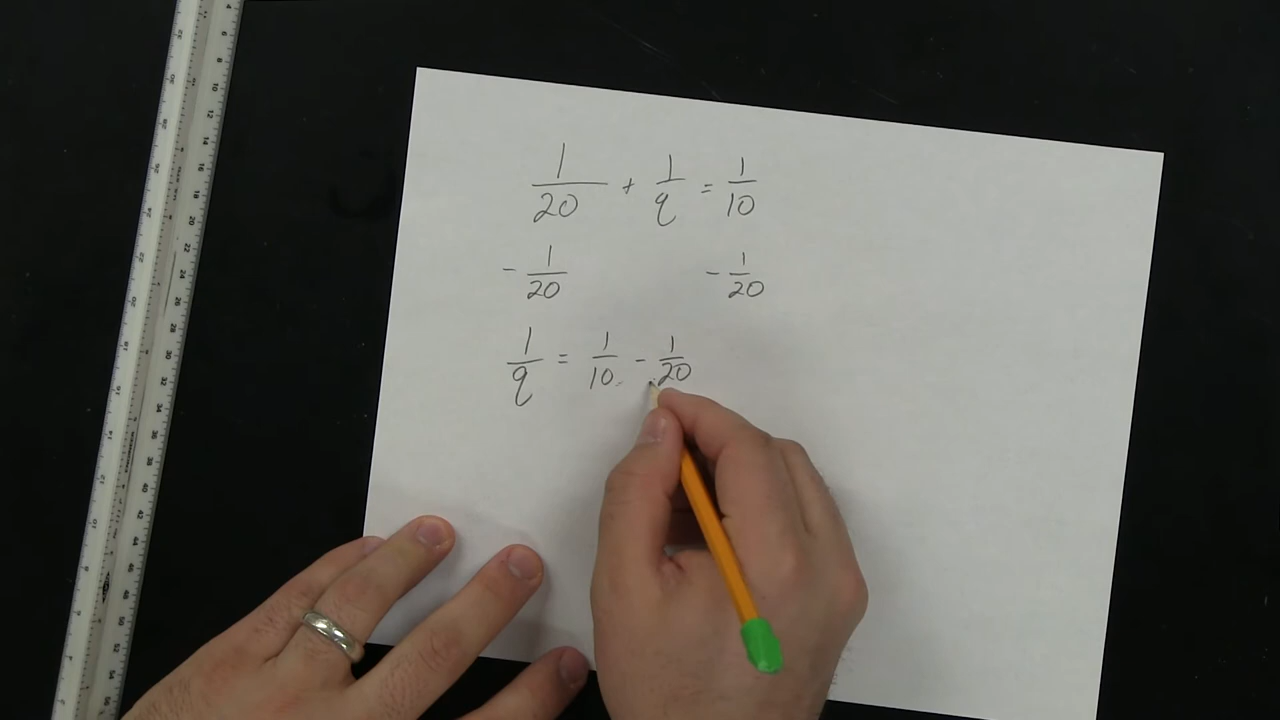 1/20 + 1/q = 1/10
- 1/20 - 1/20
1/q = 1/10 - 1/20